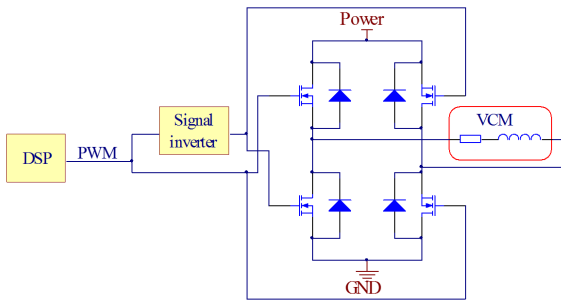 Power
VCM
Signal
inverter
DSP
PWM
GND